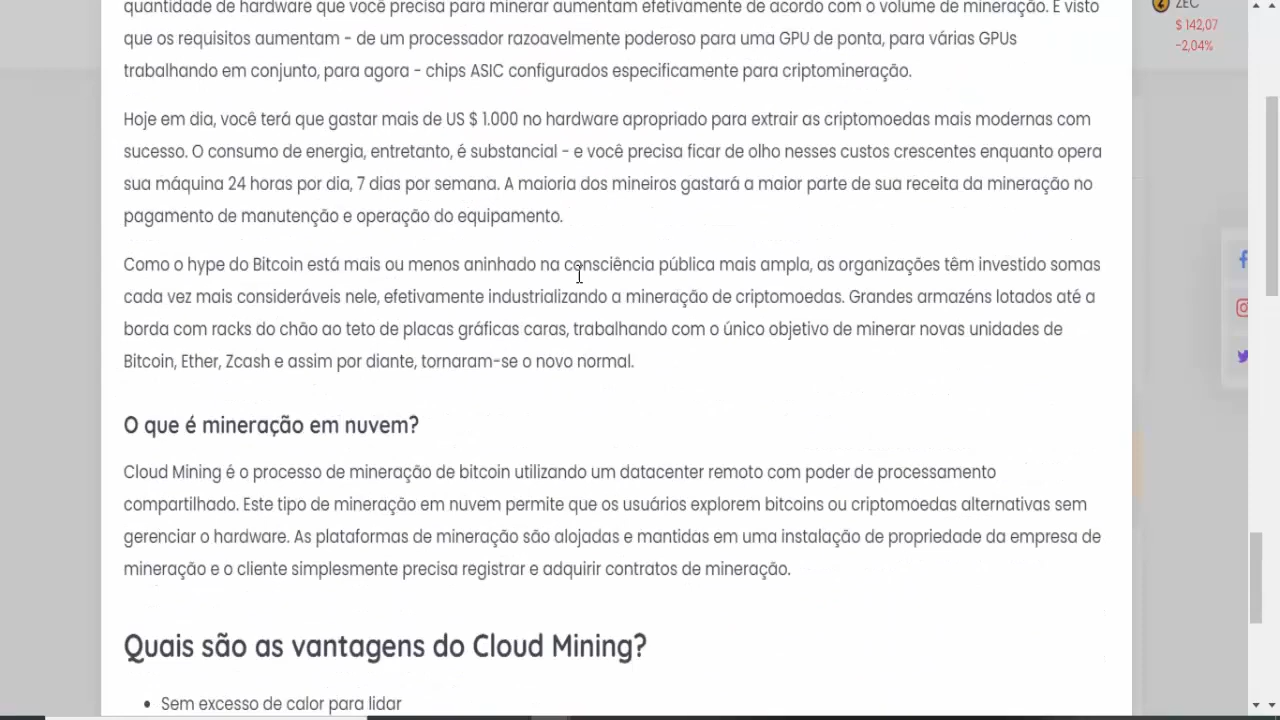 quantidade de hardware que você precisa para minerar aumentam efetivamente de acordo com o volume de mineração. É visto
que os requisitos aumentam - de um processador razoavelmente poderoso para uma GPU de ponta, para várias GPUs
trabalhando em conjunto, para agora - chips ASIC configurados especificamente para criptomineração.
Hoje em dia, você terá que gastar mais de US $ 1.000 no hardware apropriado para extrair as criptomoedas mais modernas com
sucesso. O consumo de energia, entretanto, é substancial - e você precisa ficar de olho nesses custos crescentes enquanto opera
sua máquina 24 horas por dia, 7 dias por semana. A maioria dos mineiros gastará a maior parte de sua receita da mineração no
pagamento de manutenção e operação do equipamento.
Como o hype do Bitcoin está mais ou menos aninhado na consciência pública mais ampla, as organizações têm investido somas
cada vez mais consideráveis nele, efetivamente industrializando a mineração de criptomoedas. Grandes armazéns lotados até a
borda com racks do chão ao teto de placas gráficas caras, trabalhando com o único objetivo de minerar novas unidades de
Bitcoin, Ether, Zcash e assim por diante, tornaram-se o novo normal.
O que é mineração em nuvem?
Cloud Mining é o processo de mineração de bitcoin utilizando um datacenter remoto com poder de processamento
compartilhado. Este tipo de mineração em nuvem permite que os usuários explorem bitcoins ou criptomoedas alternativas sem
gerenciar o hardware. As plataformas de mineração são alojadas e mantidas em uma instalação de propriedade da empresa de
mineração e o cliente simplesmente precisa registrar e adquirir contratos de mineração.
Quais são as vantagens do Cloud Mining?
• Sem excesso de calor para lidar
ZEC
$ 142,07
-2,04%